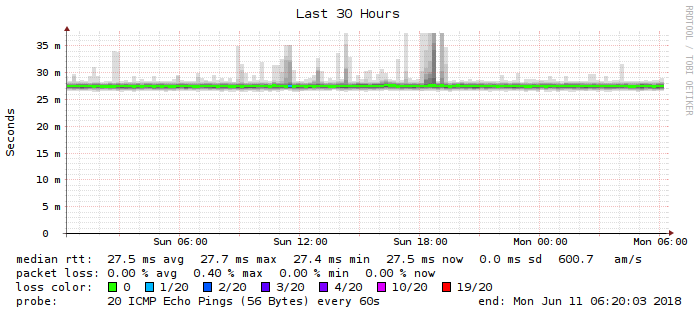 Last 30 Hours
RRDTOOL / TOBI OETIKER
Seconds
35 m
30 m
25 m
20 m
15 m
10 m
5 m
0
Sun 06:00 Sun 12:00 Sun 18:00 Mon 00:00 Mon 06:00
median rtt: 27.5 ms avg 27.7 ms max 27.4 ms min 27.5 ms now 0.0 ms sd 600.7 am/s
packet loss: 0.00 % avg 0.40 % max 0.00 % min 0.00 % now
loss color: 0 1/20 2/20 3/20 4/20 10/20 19/20
probe: 20 ICMP Echo Pings (56 Bytes) every 60s end: Mon Jun 11 06:20:03 2018